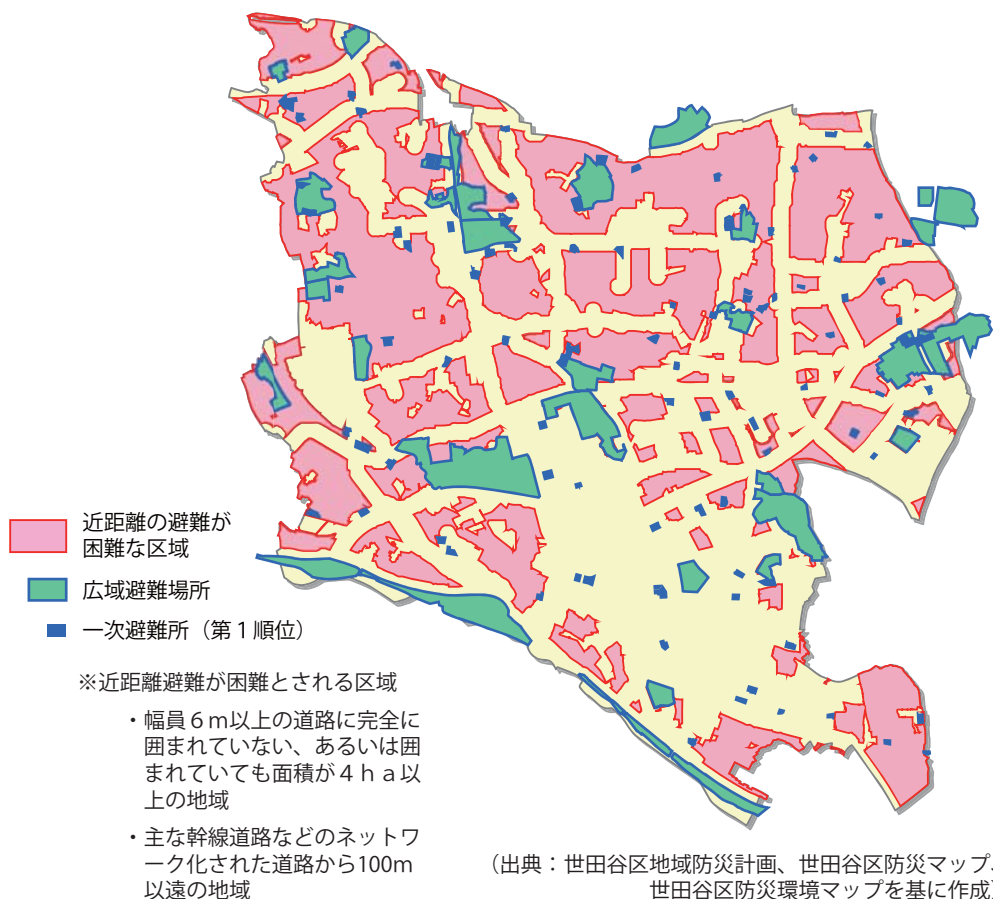 近距離の避難が
困難な区域
広域避難場所
一次避難所（第１順位）
※近距離避難が困難とされる区域
・幅員６ｍ以上の道路に完全に
囲まれていない、あるいは囲
まれていても面積が４ｈａ以
上の地域
・主な幹線道路などのネットワ
ーク化された道路から100m
以遠の地域
（出典：世田谷区地域防災計画、世田谷区防災マップ、
世田谷区防災環境マップを基に作成）